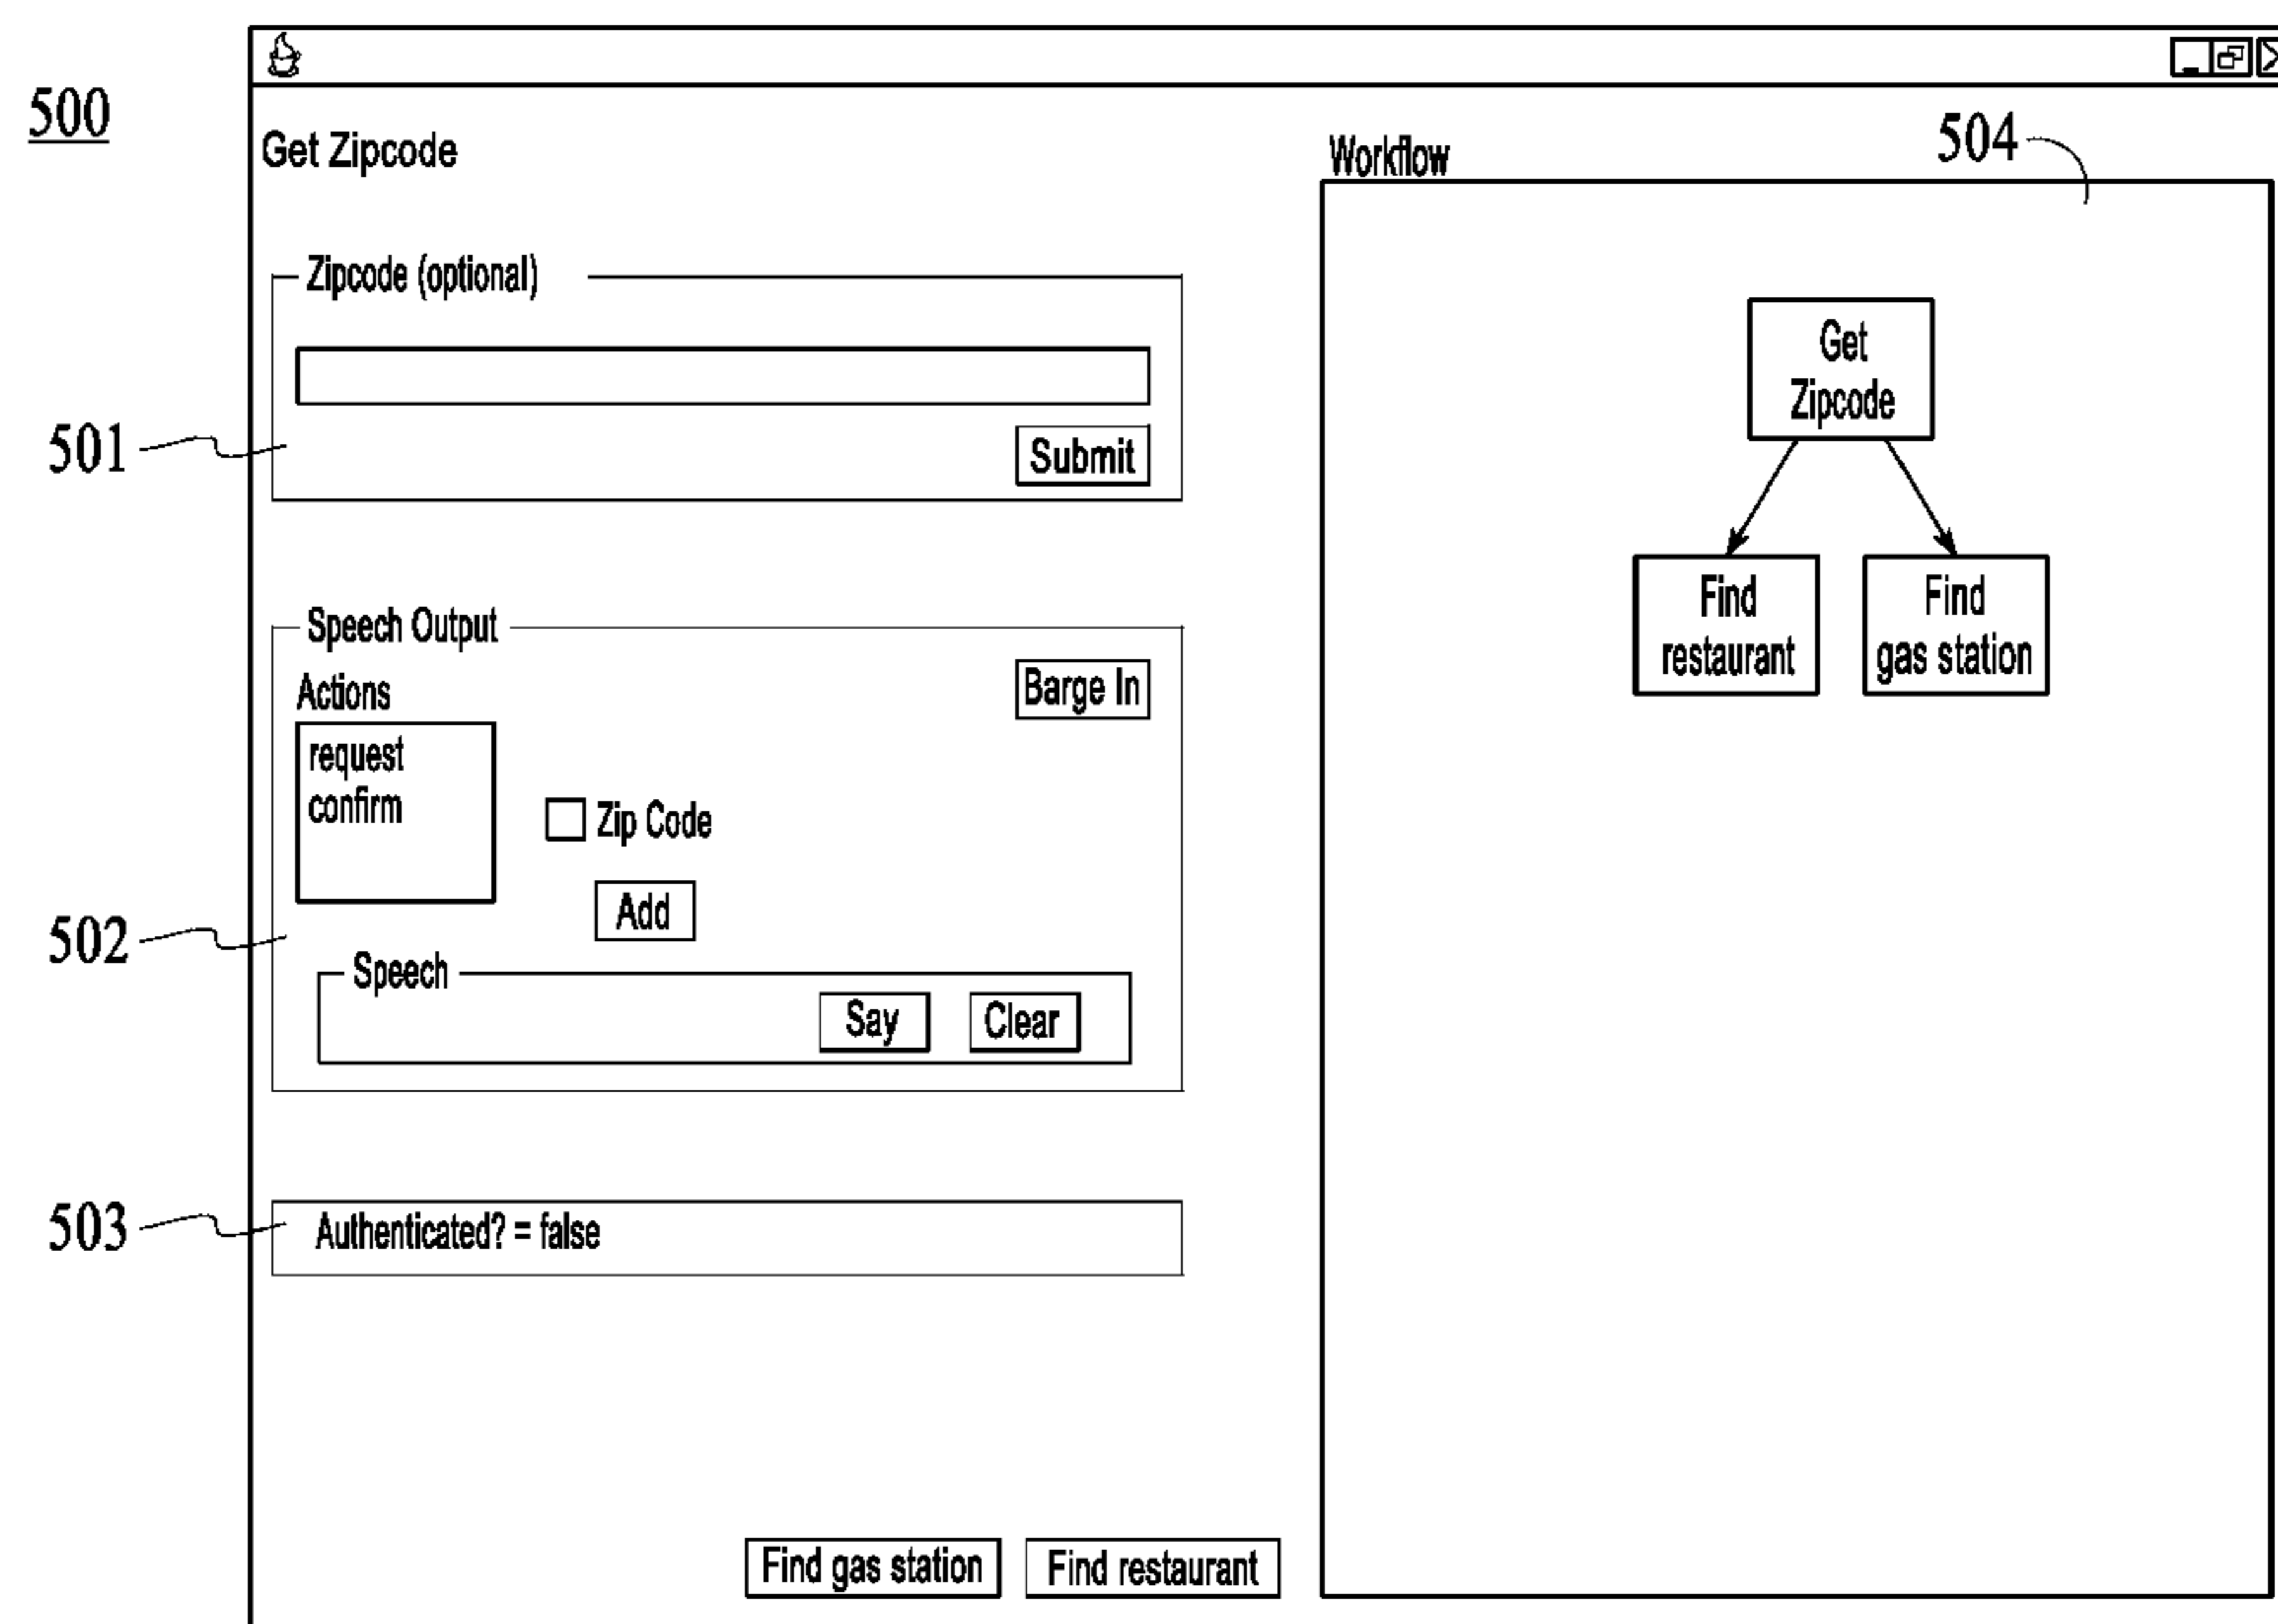 500
Get Zipcode
Zipcode (optional)
501
Submit
Speech Output
Actions
Barge In
request
confirm
Zip Code
Add
502
Speech
Say
Clear
503
Authenticated? = false
Find gas station
Find restaurant
Workflow
504
Get
Zipcode
Find
restaurant
Find
gas station